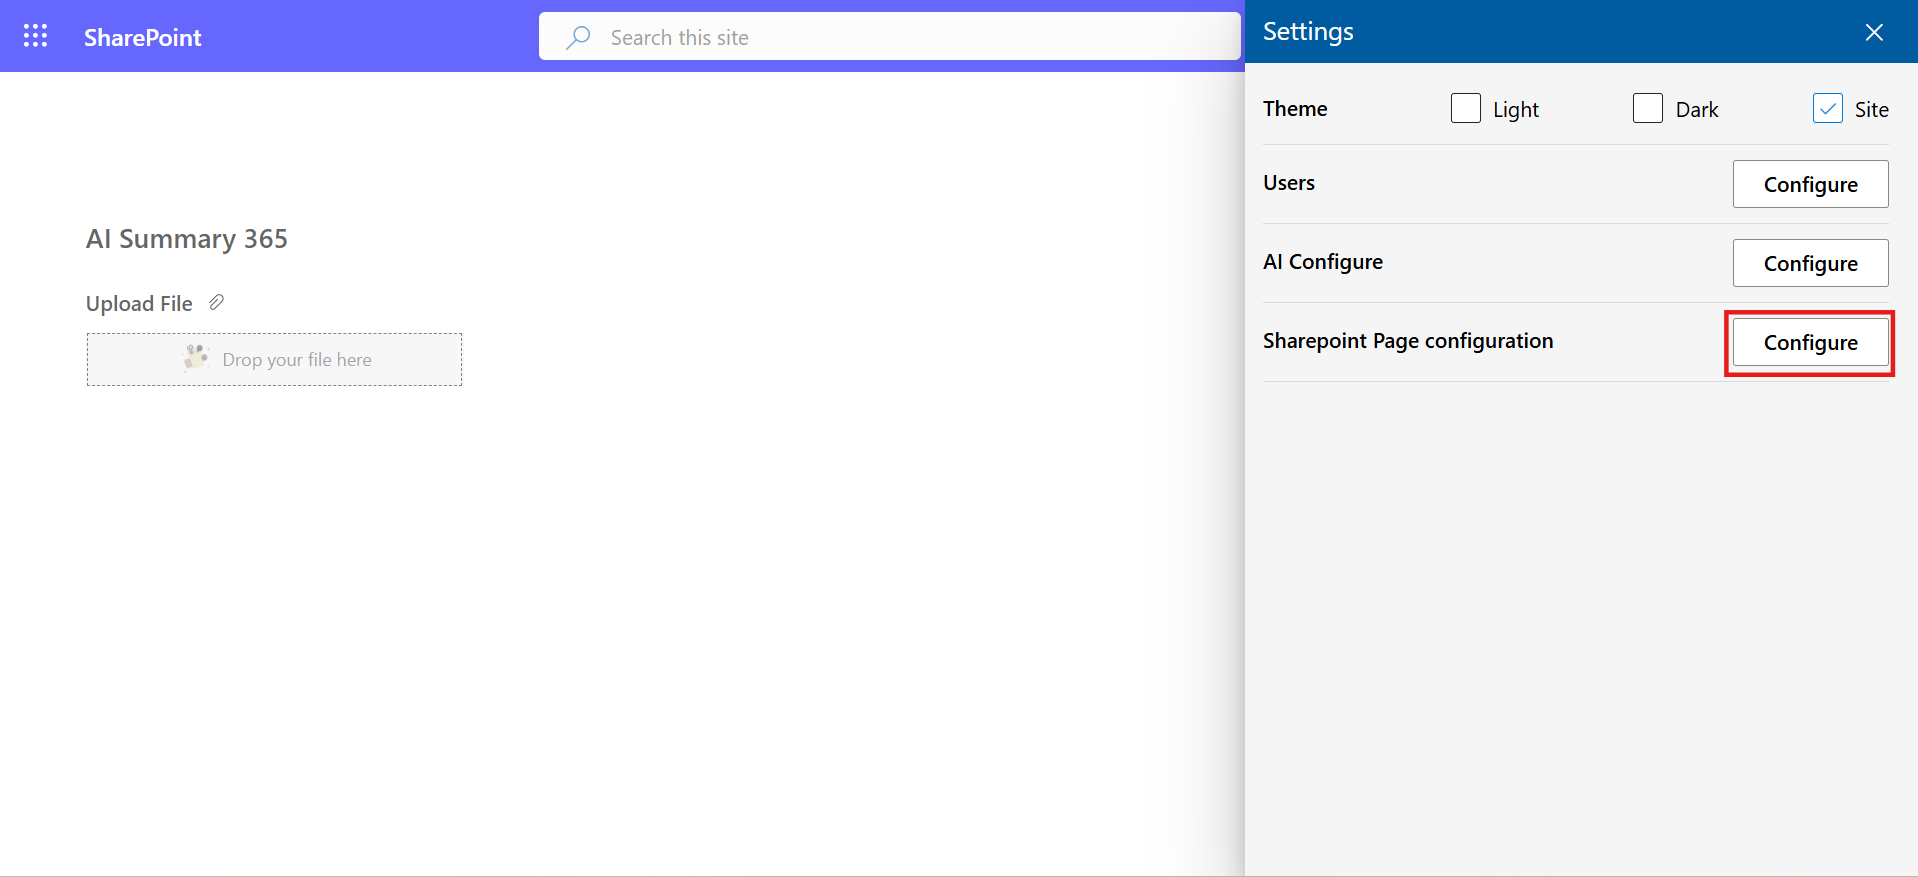 SharePoint
Search this site
Settings
Theme
Light
Dark
Site
Users
Configure
AI Summary 365
AI Configure
Configure
Upload File
Sharepoint Page configuration
Configure
Drop your file here